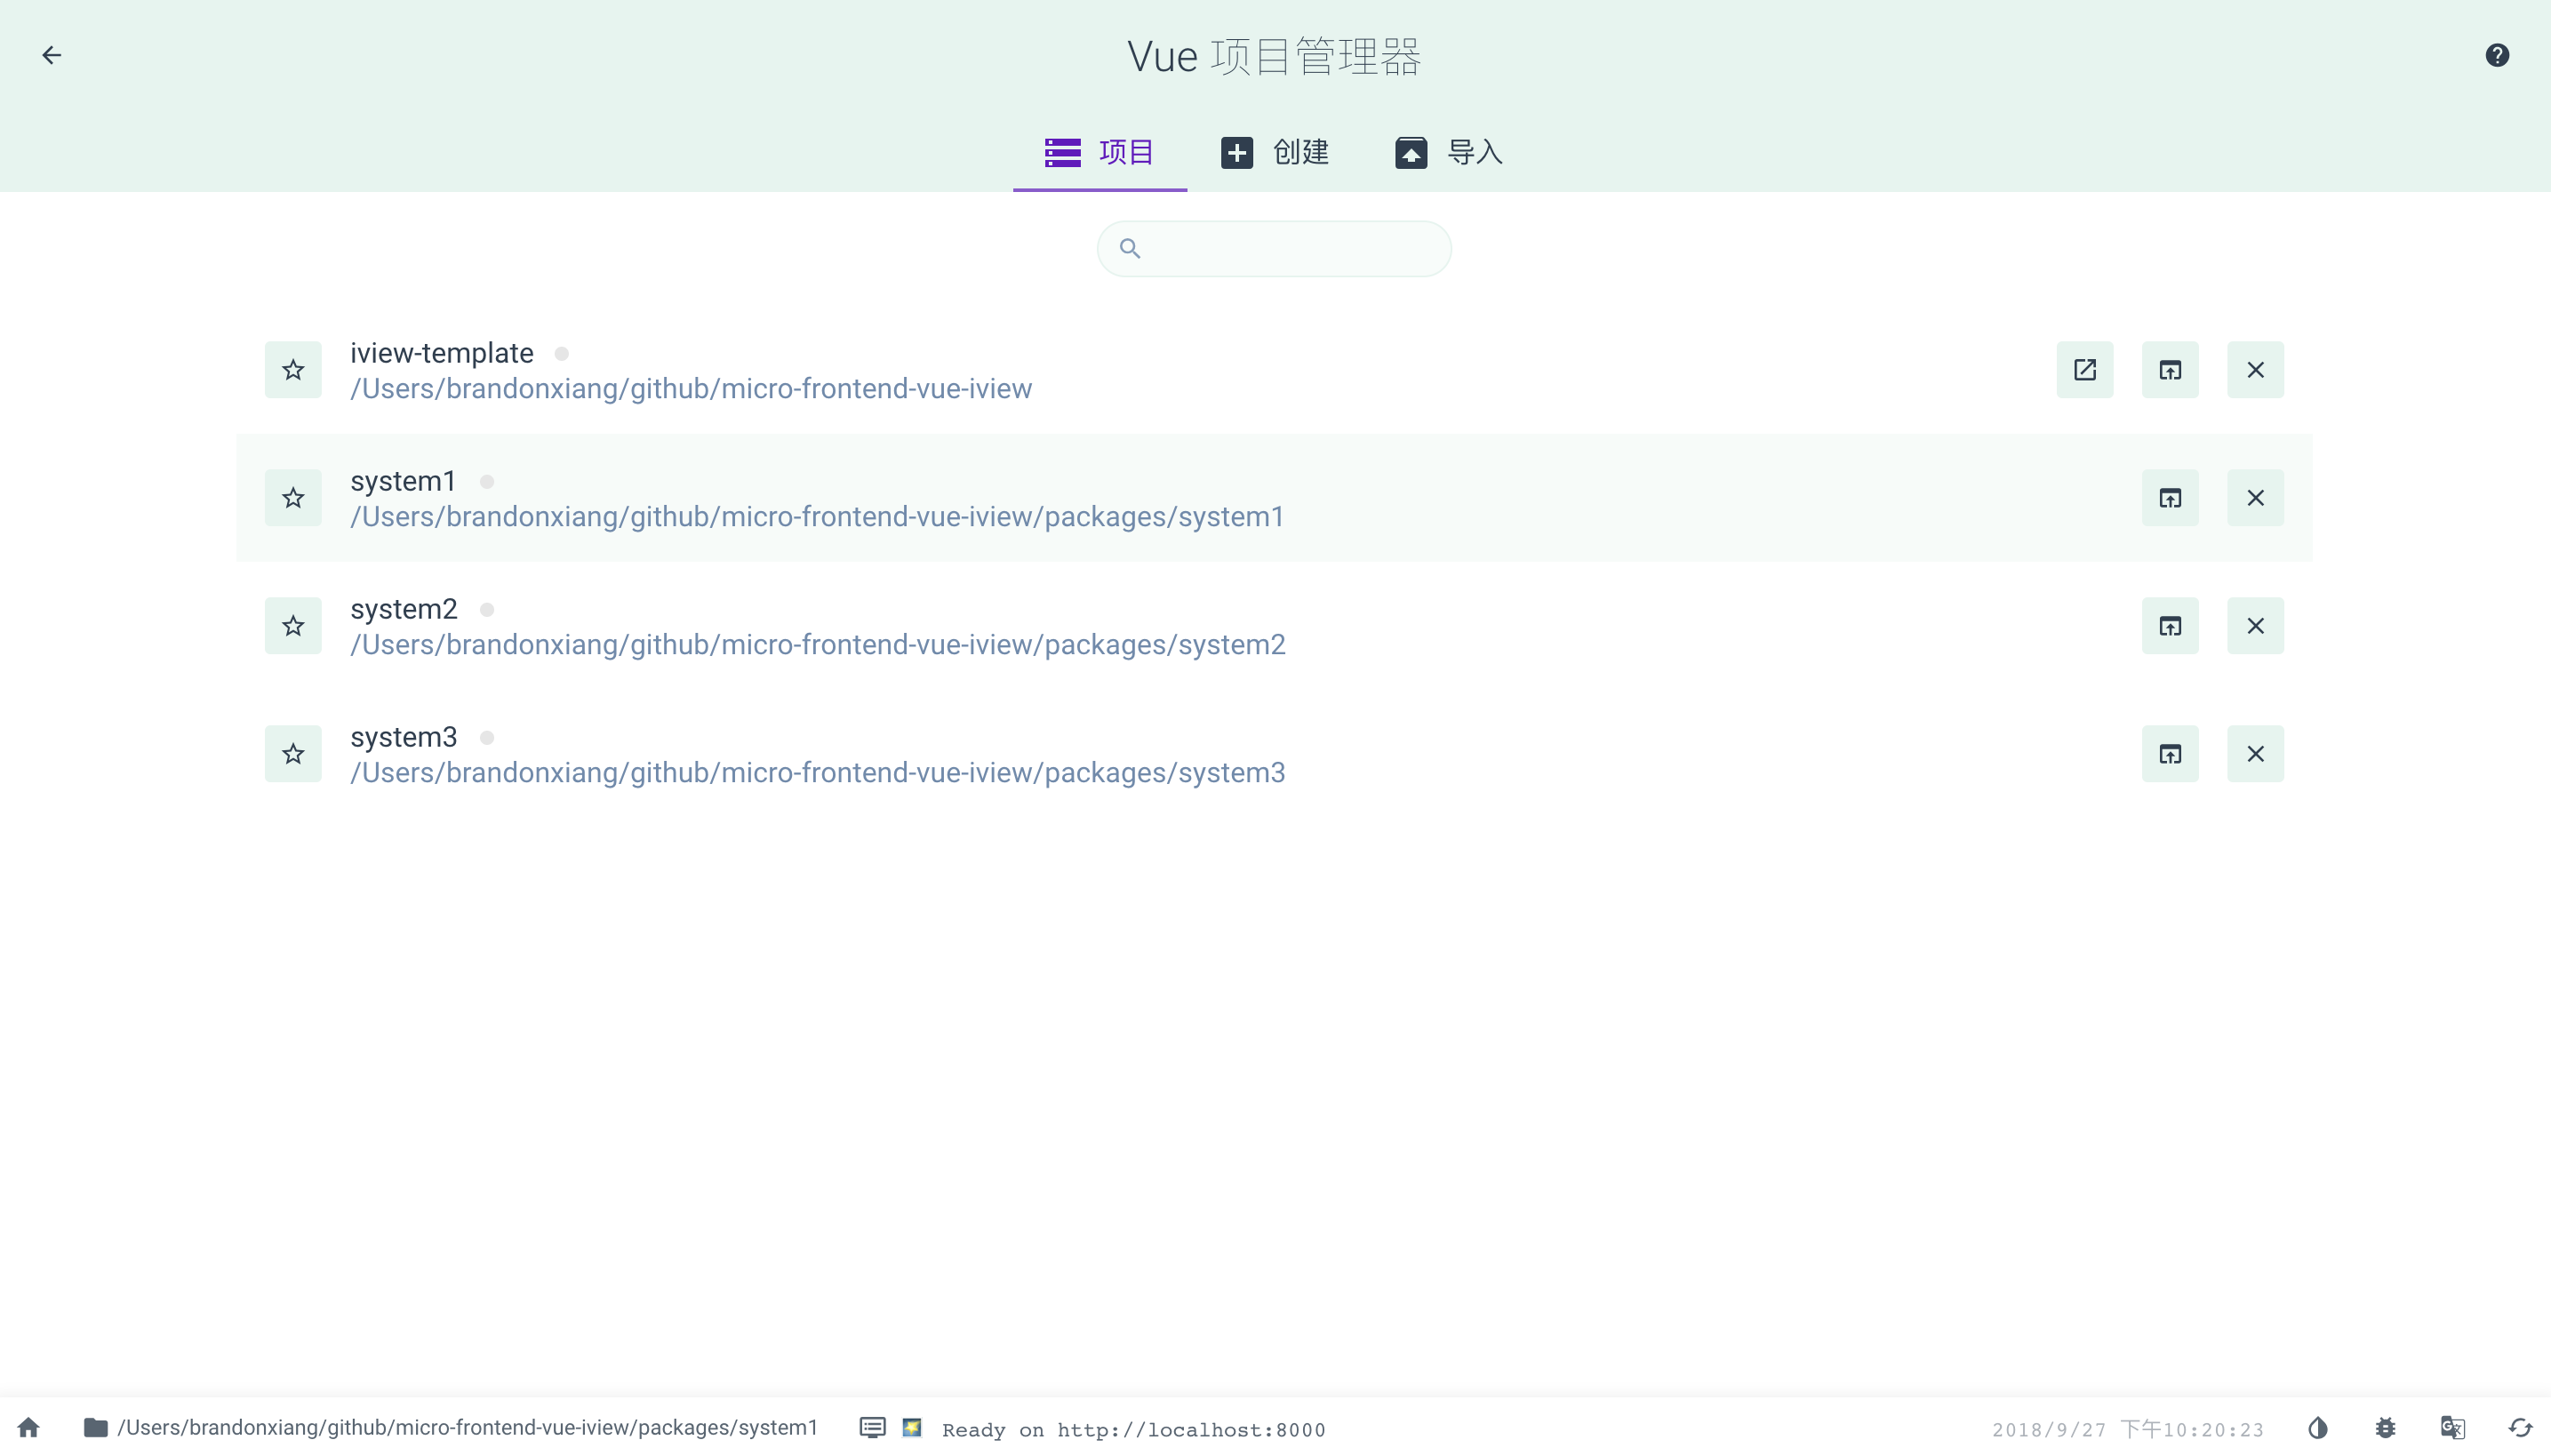 Vue 项目管理器
项目 创建 导入
iview-template
/Users/brandonxiang/github/micro-frontend-vue-iview
system1
/Users/brandonxiang/github/micro-frontend-vue-iview/packages/system1
system2
/Users/brandonxiang/github/micro-frontend-vue-iview/packages/system2
system3
/Users/brandonxiang/github/micro-frontend-vue-iview/packages/system3
/Users/brandonxiang/github/micro-frontend-vue-iview/packages/system1 Ready on http://localhost:8000 2018/9/27 下午10:20:23